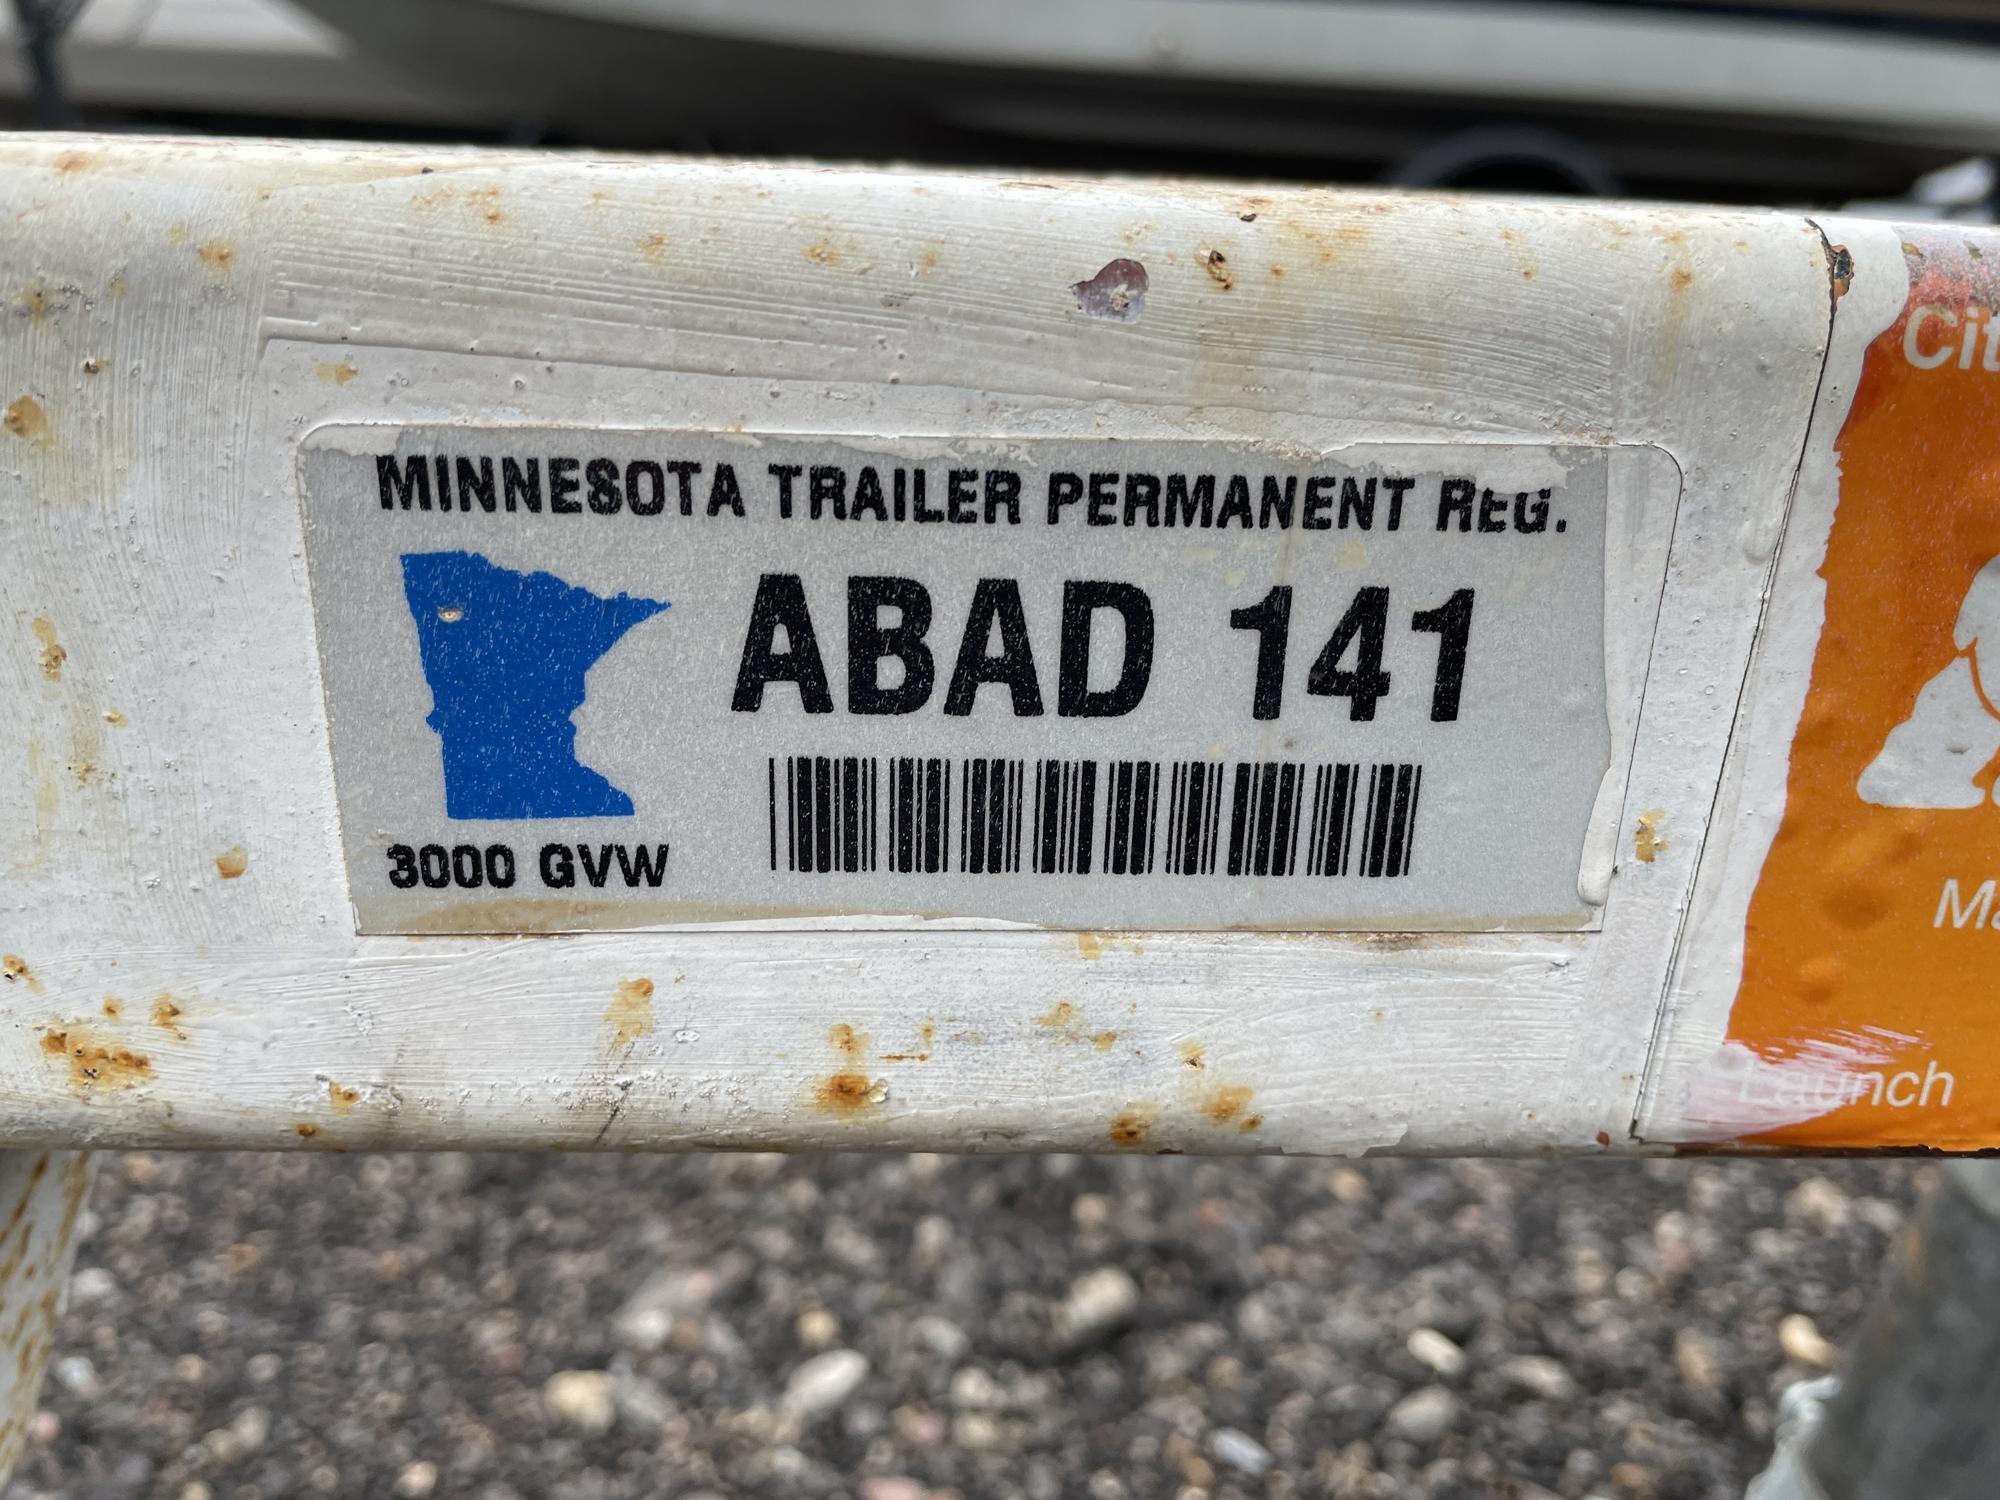 MINNESOTA TRAILER PERMANENT REG.
ABAD 141
3000 GVW
Launch